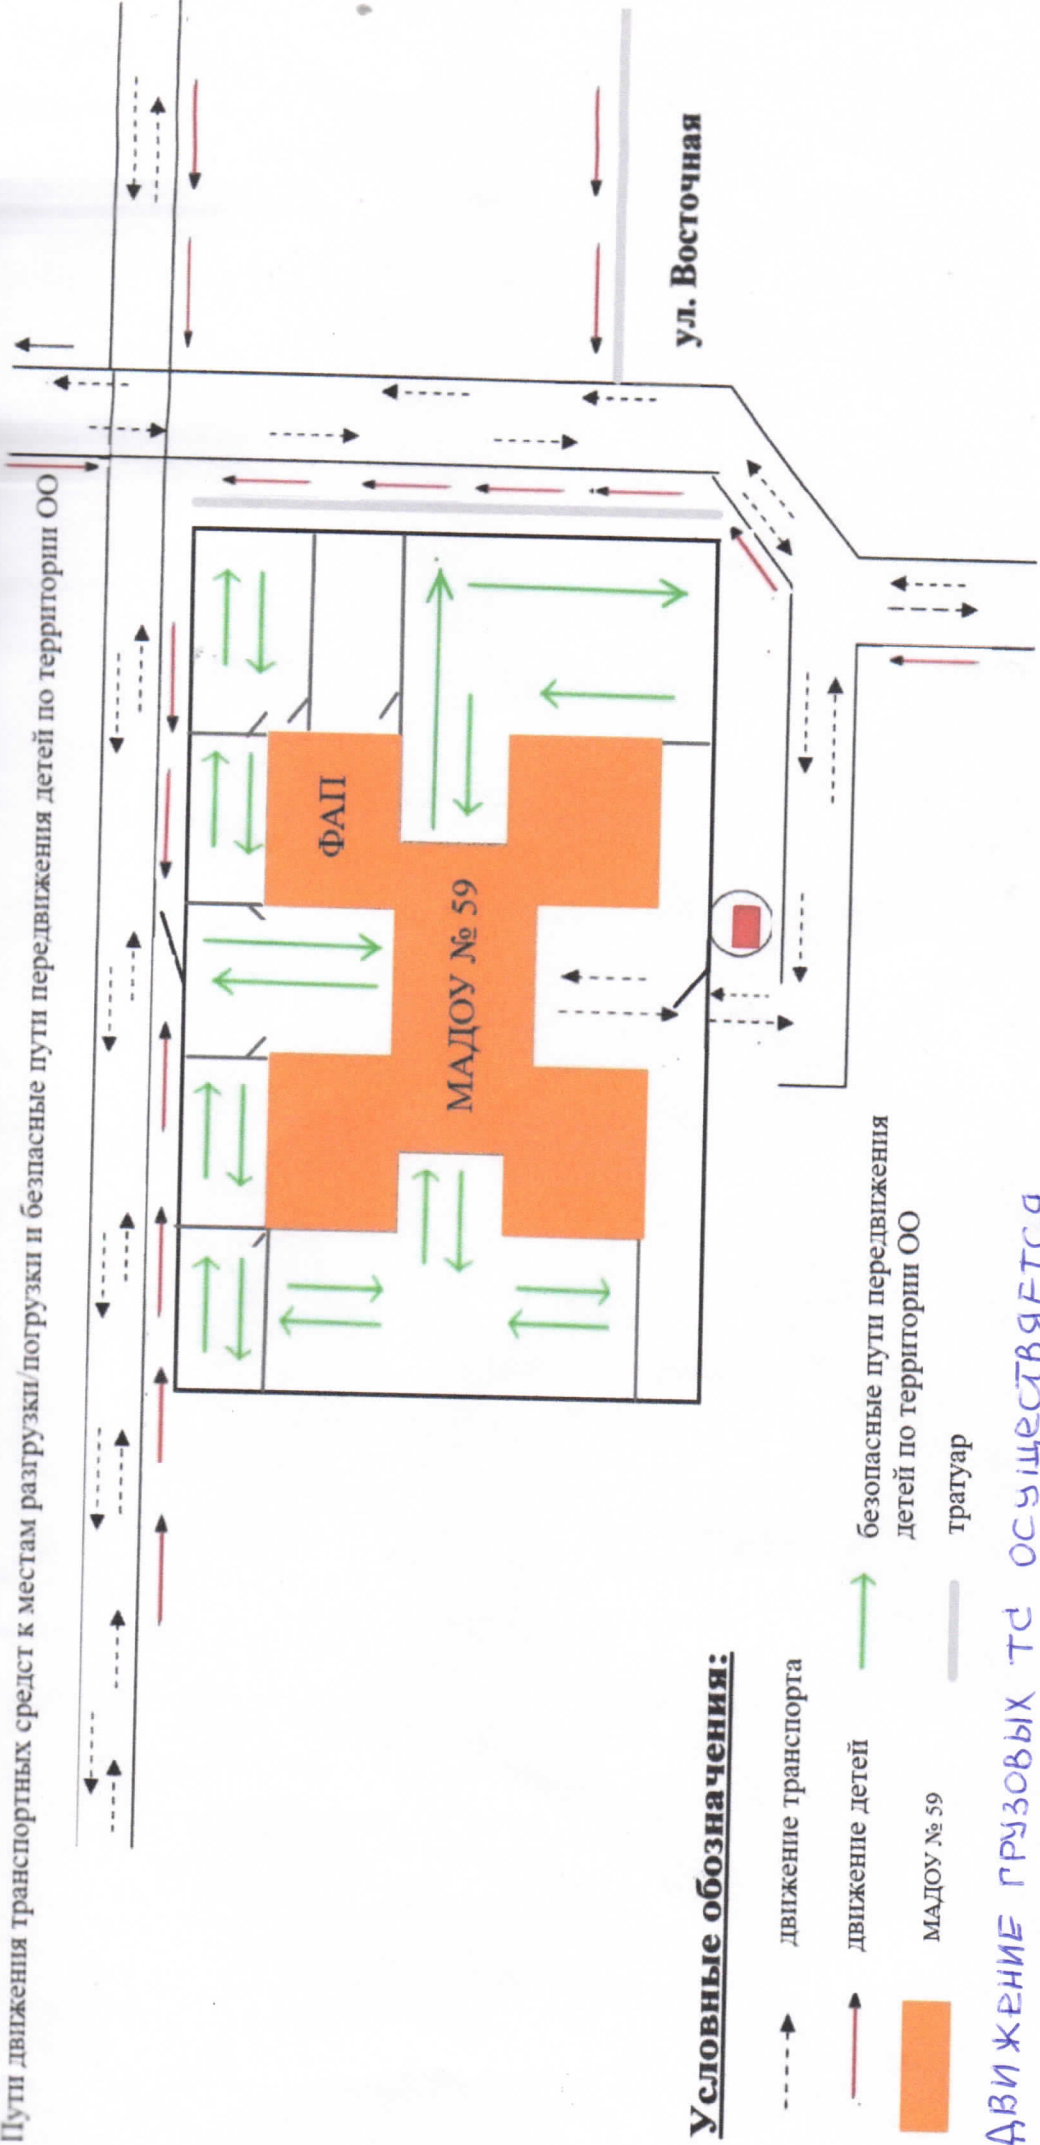 Пути движения транспортных средст к местам разгрузки/погрузки и безпасные пути передвижения детей по территории ОО
ФАП
МАДОУ № 59
ул. Восточная
Условные обозначения:
движение транспорта
движение детей
МАДОУ № 59
безопасные пути передвижения
детей по территории ОО
тратуар
ДВИЖЕНИЕ ГРУЗОВЫХ ТС ОСУЩЕСТВЯЕТСЯ